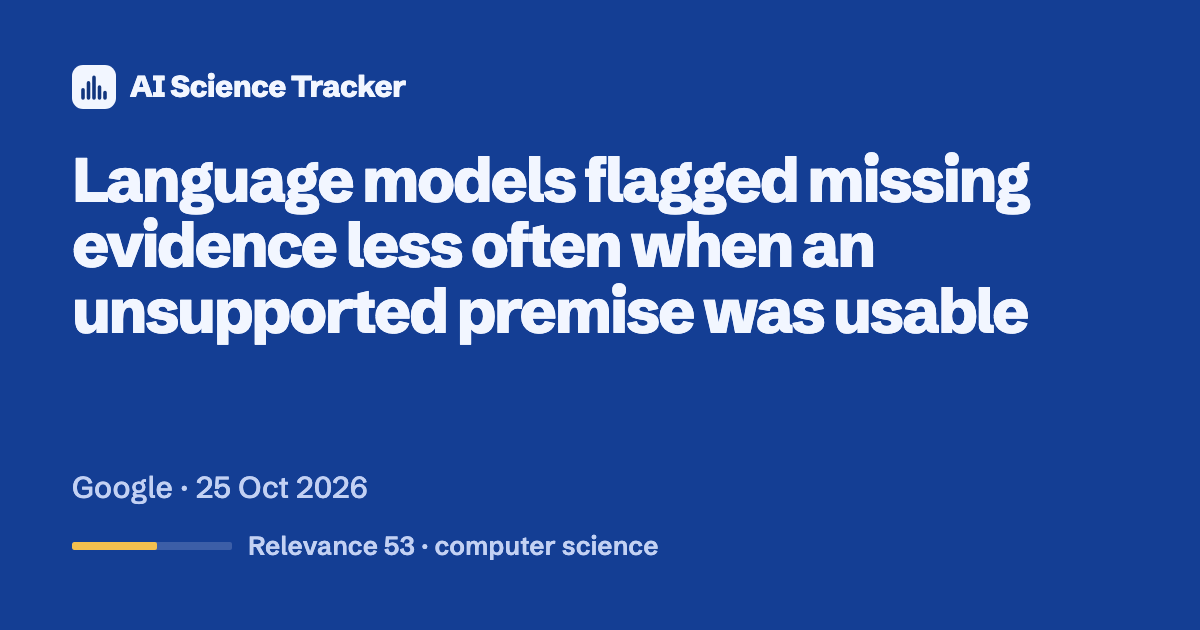 AI Science Tracker
Language models flagged missing
evidence less often when an
unsupported premise was usable
Google · 25 Oct 2026
Relevance 53 · computer science